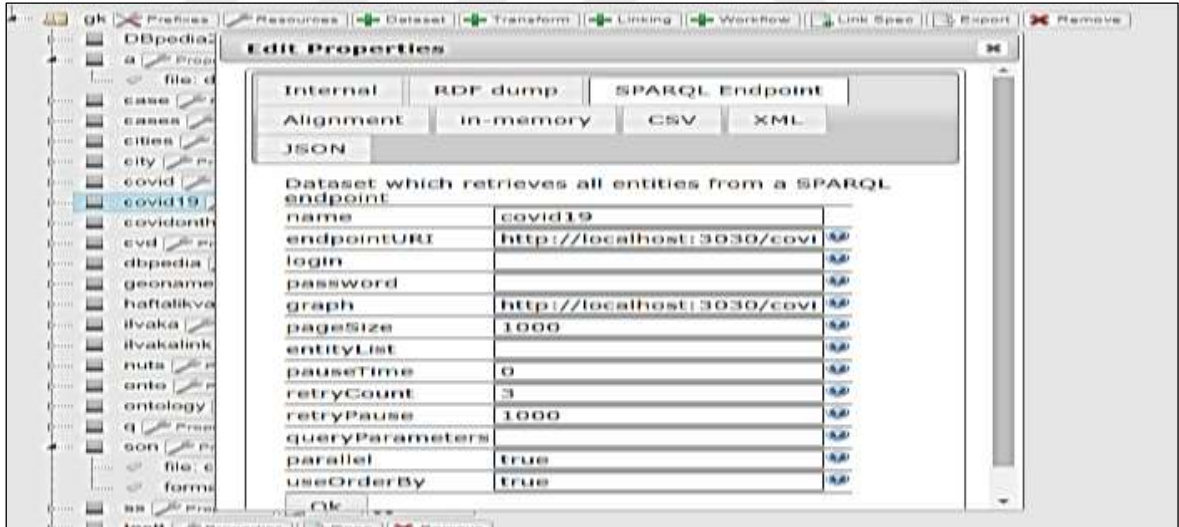 gk Prefixes Resources Dataset Transform Linking Workflow Link Spec Export Remove
DBpedia
Edit Properties
a
file: d
Internal RDF dump SPARQL Endpoint
case
Alignment in-memory CSV XML
cases
cities
JSON
city
covid
Dataset which retrieves all entities from a SPARQL
endpoint
covid19
name covid19
covidonth
endpointURI http://localhost:3030/covi
cvd
login
dbpedia
password
geoname
graph http://localhost:3030/covi
haftalikva
pageSize 1000
ilvaka
entityList
ilvakalink
pauseTime 0
nuts
retryCount 3
onto
retryPause 1000
ontology
queryParameters
q
parallel true
son
useOrderBy true
file: c
Ok
forma
ss